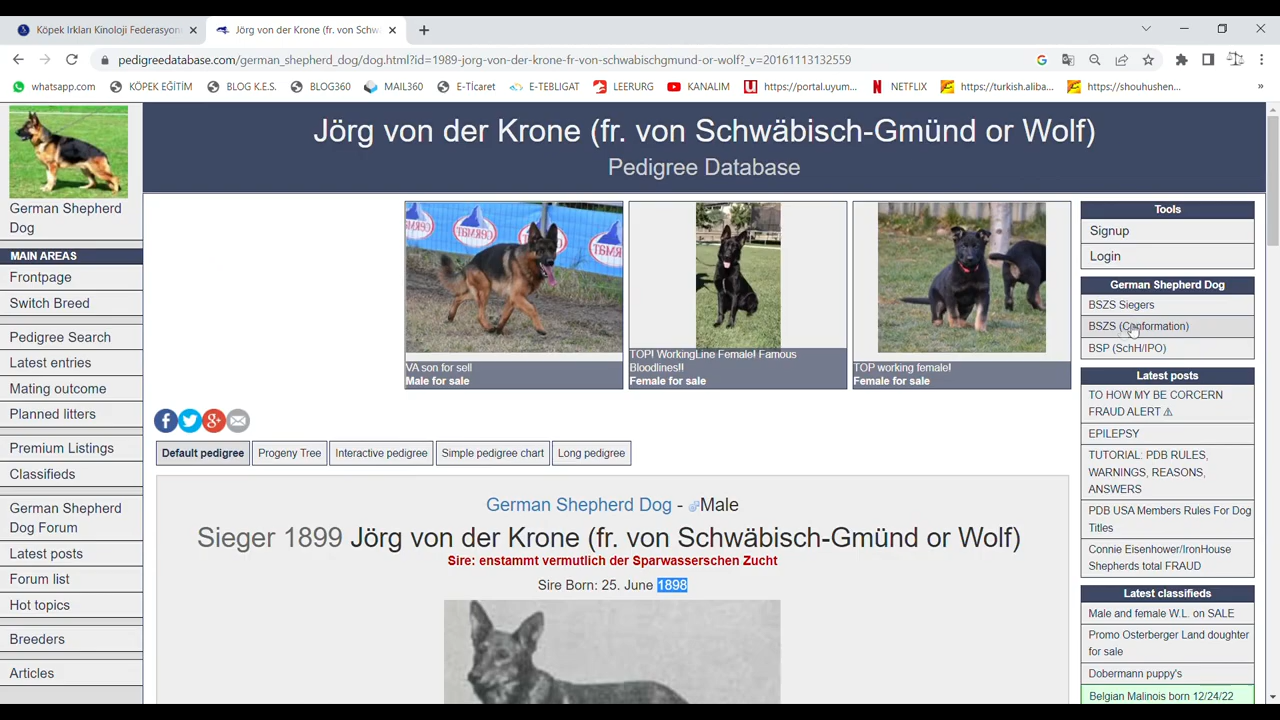 Köpek Irkları Kinoloji Federasyon
Jörg von der Krone (fr. von Schw
pedigreedatabase.com/german_shepherd_dog/dog.html?id=1899-jorg-von-der-krone-fr-von-schwabischgmund-or-wolf?_v=20161113132559
whatsapp.com
KÖPEK EĞİTİM
BLOG K.E.S.
BLOG360
MAIL360
E-Ticaret
E-TEBLIGAT
LEEBURG
KANALIM
https://portal.uyum...
NETFLIX
https://turkish.aliba...
https://shouhushen...
»
German Shepherd
Dog
MAIN AREAS
Frontpage
Switch Breed
Pedigree Search
Latest entries
Mating outcome
Planned litters
Premium Listings
Classifieds
German Shepherd
Dog Forum
Latest posts
Forum list
Hot topics
Breeders
Articles
Jörg von der Krone (fr. von Schwäbisch-Gmünd or Wolf)
Pedigree Database
CERMAT
VA son for sell
Male for sale
TOP! WorkingLine Female! Famous
Bloodlines!!
Female for sale
TOP working female!
Female for sale
Default pedigree
Progeny Tree
Interactive pedigree
Simple pedigree chart
Long pedigree
German Shepherd Dog - Male
Sieger 1899 Jörg von der Krone (fr. von Schwäbisch-Gmünd or Wolf)
Sire: enstammt vermutlich der Sparwasserschen Zucht
Sire Born: 25. June 1898
Tools
Signup
Login
German Shepherd Dog
BSZS Siegers
BSZS (Conformation)
BSP (SchH/IPO)
Latest posts
TO HOW MY BE CORCERN
FRAUD ALERT ⚠
EPILEPSY
TUTORIAL: PDB RULES,
WARNINGS, REASONS,
ANSWERS
PDB USA Members Rules For Dog
Titles
Connie Eisenhower/IronHouse
Shepherds total FRAUD
Latest classifieds
Male and female W.L. on SALE
Promo Osterberger Land doughter
for sale
Dobermann puppy's
Belgian Malinois born 12/24/22